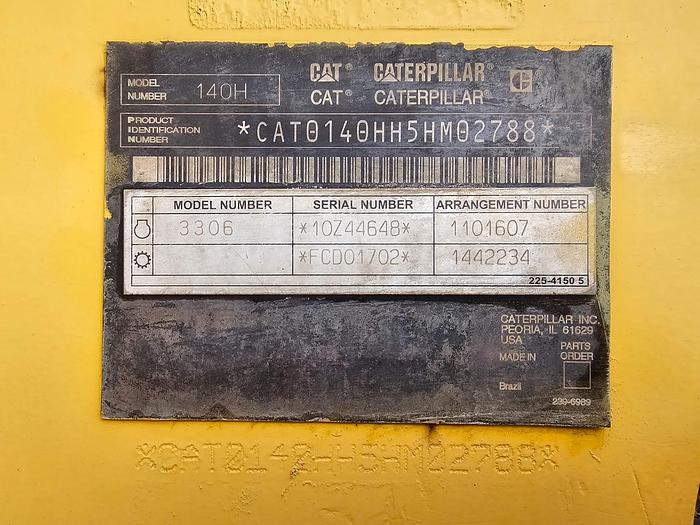 CAT® CATERPILLAR®
CAT® CATERPILLAR®
MODEL NUMBER 140H
PRODUCT IDENTIFICATION NUMBER *CAT0140HH5HM02788*
MODEL NUMBER SERIAL NUMBER ARRANGEMENT NUMBER
3306 *10Z44648* 1101607
*FCD01702* 1442234
225-4150 5
CATERPILLAR INC.
PEORIA, IL 61629
USA
MADE IN
Brazil
PARTS
ORDER
239-6989
*CAT0140HH5HM02788*